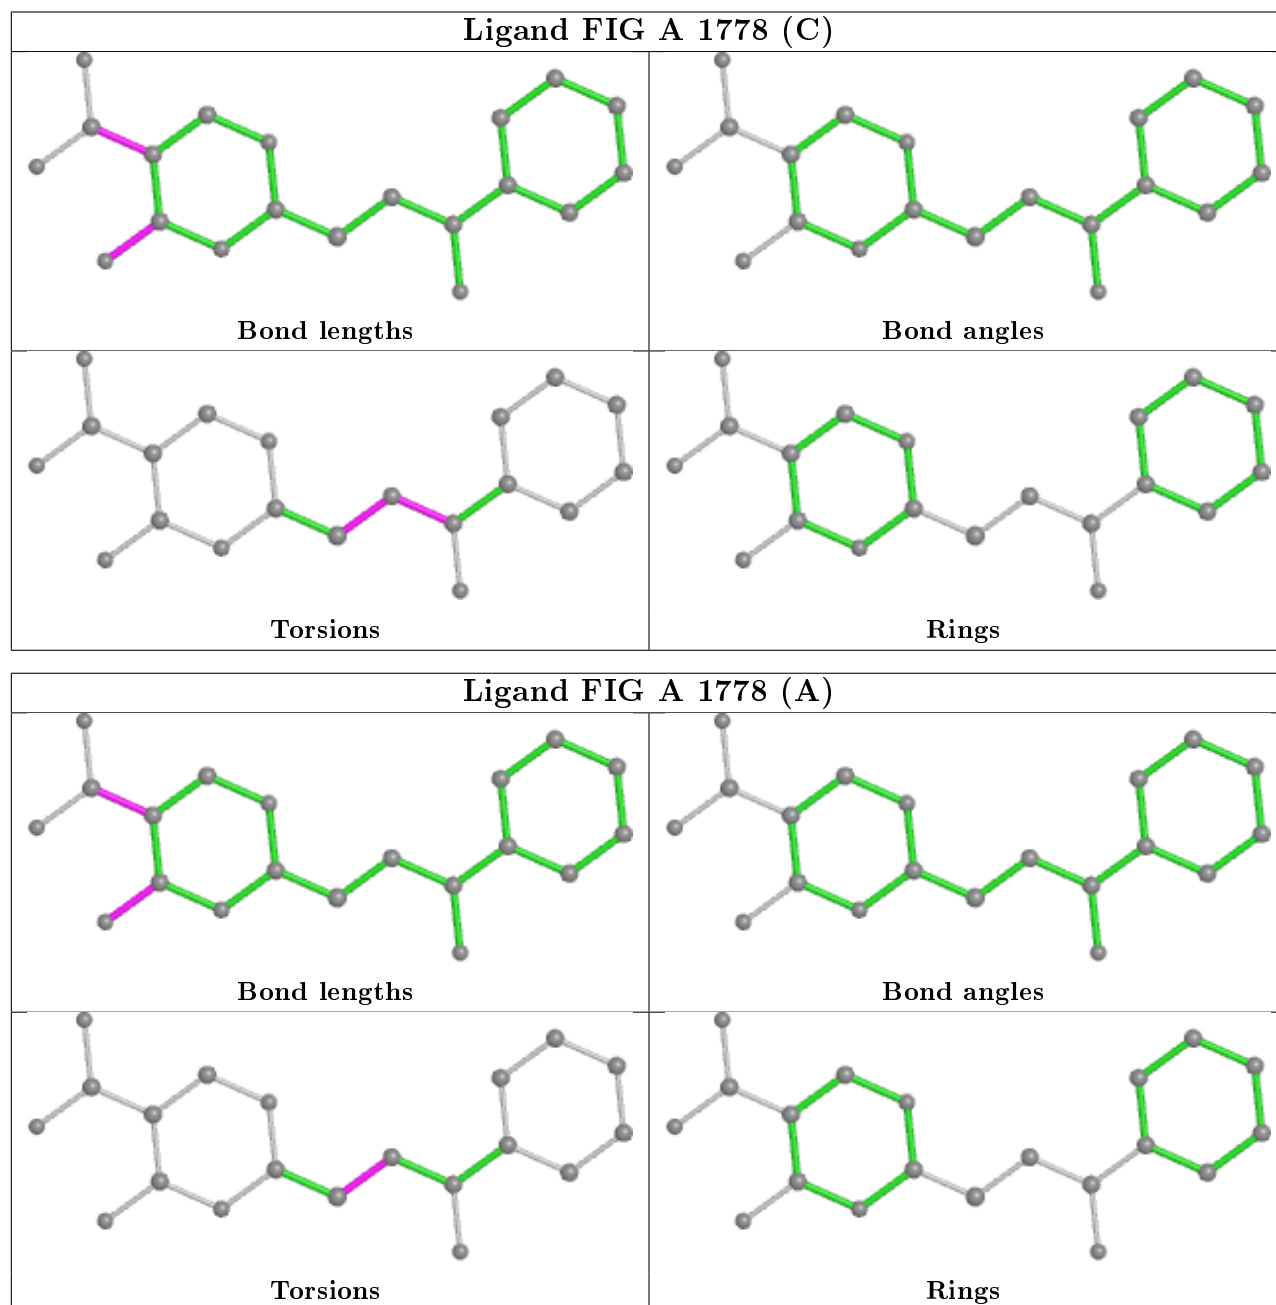 Ligand FIG A 1778 (C)
Bond lengths
Bond angles
Torsions
Rings
Ligand FIG A 1778 (A)
Bond lengths
Bond angles
Torsions
Rings